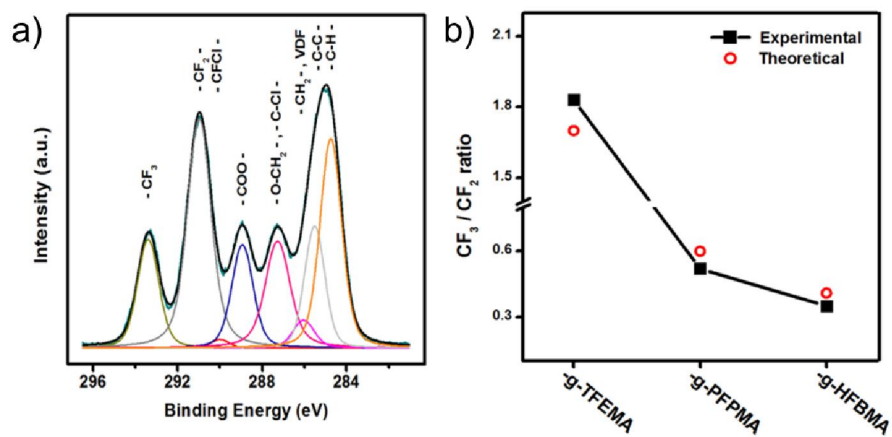 a)
- CF3
- CF2 -
- CFCl -
- COO -
- O-CH2 - , - C-Cl -
- CH2 - , VDF
- C-C -
- C-H -
Intensity (a.u.)
296
292
288
284
Binding Energy (eV)
b)
Experimental
Theoretical
2.1
1.8
1.5
0.6
0.3
CF3 / CF2 ratio
-g-TFEMA
-g-PFPMA
-g-HFBMA